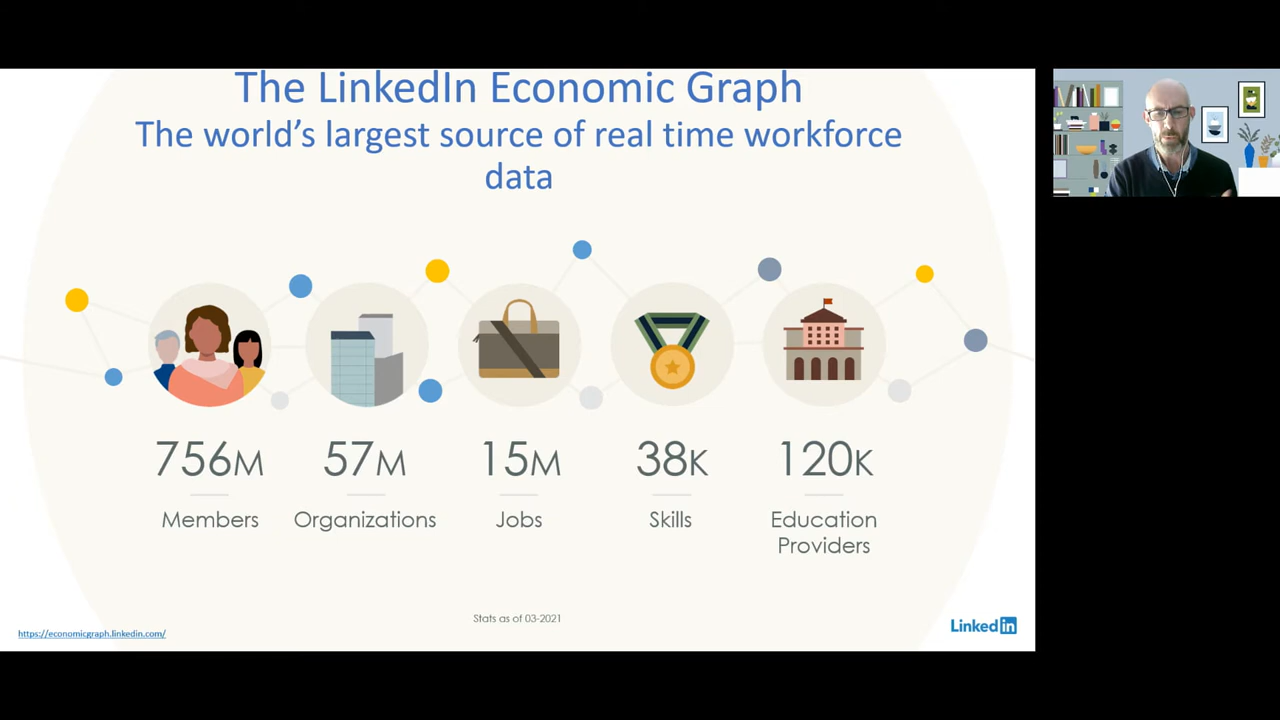 The LinkedIn Economic Graph
The world's largest source of real time workforce
data
756M
57M
15M
38K
120K
Members
Organizations
Jobs
Skills
Education
Providers
Stats as of 03-2021
https://economicgraph.linkedin.com/
Linked in